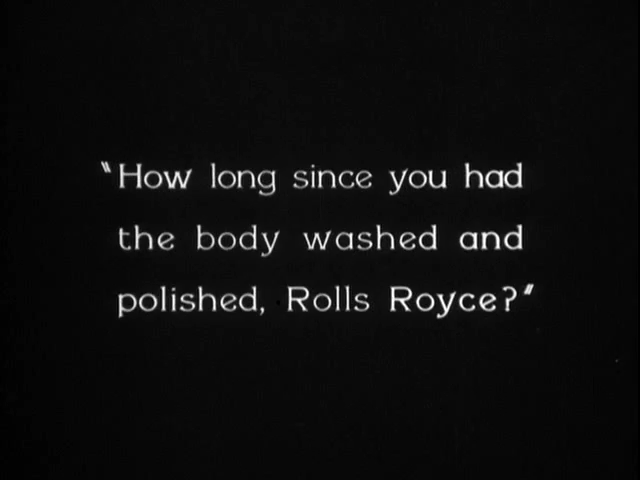 "How long since you had
the body washed and
polished, Rolls Royce?"